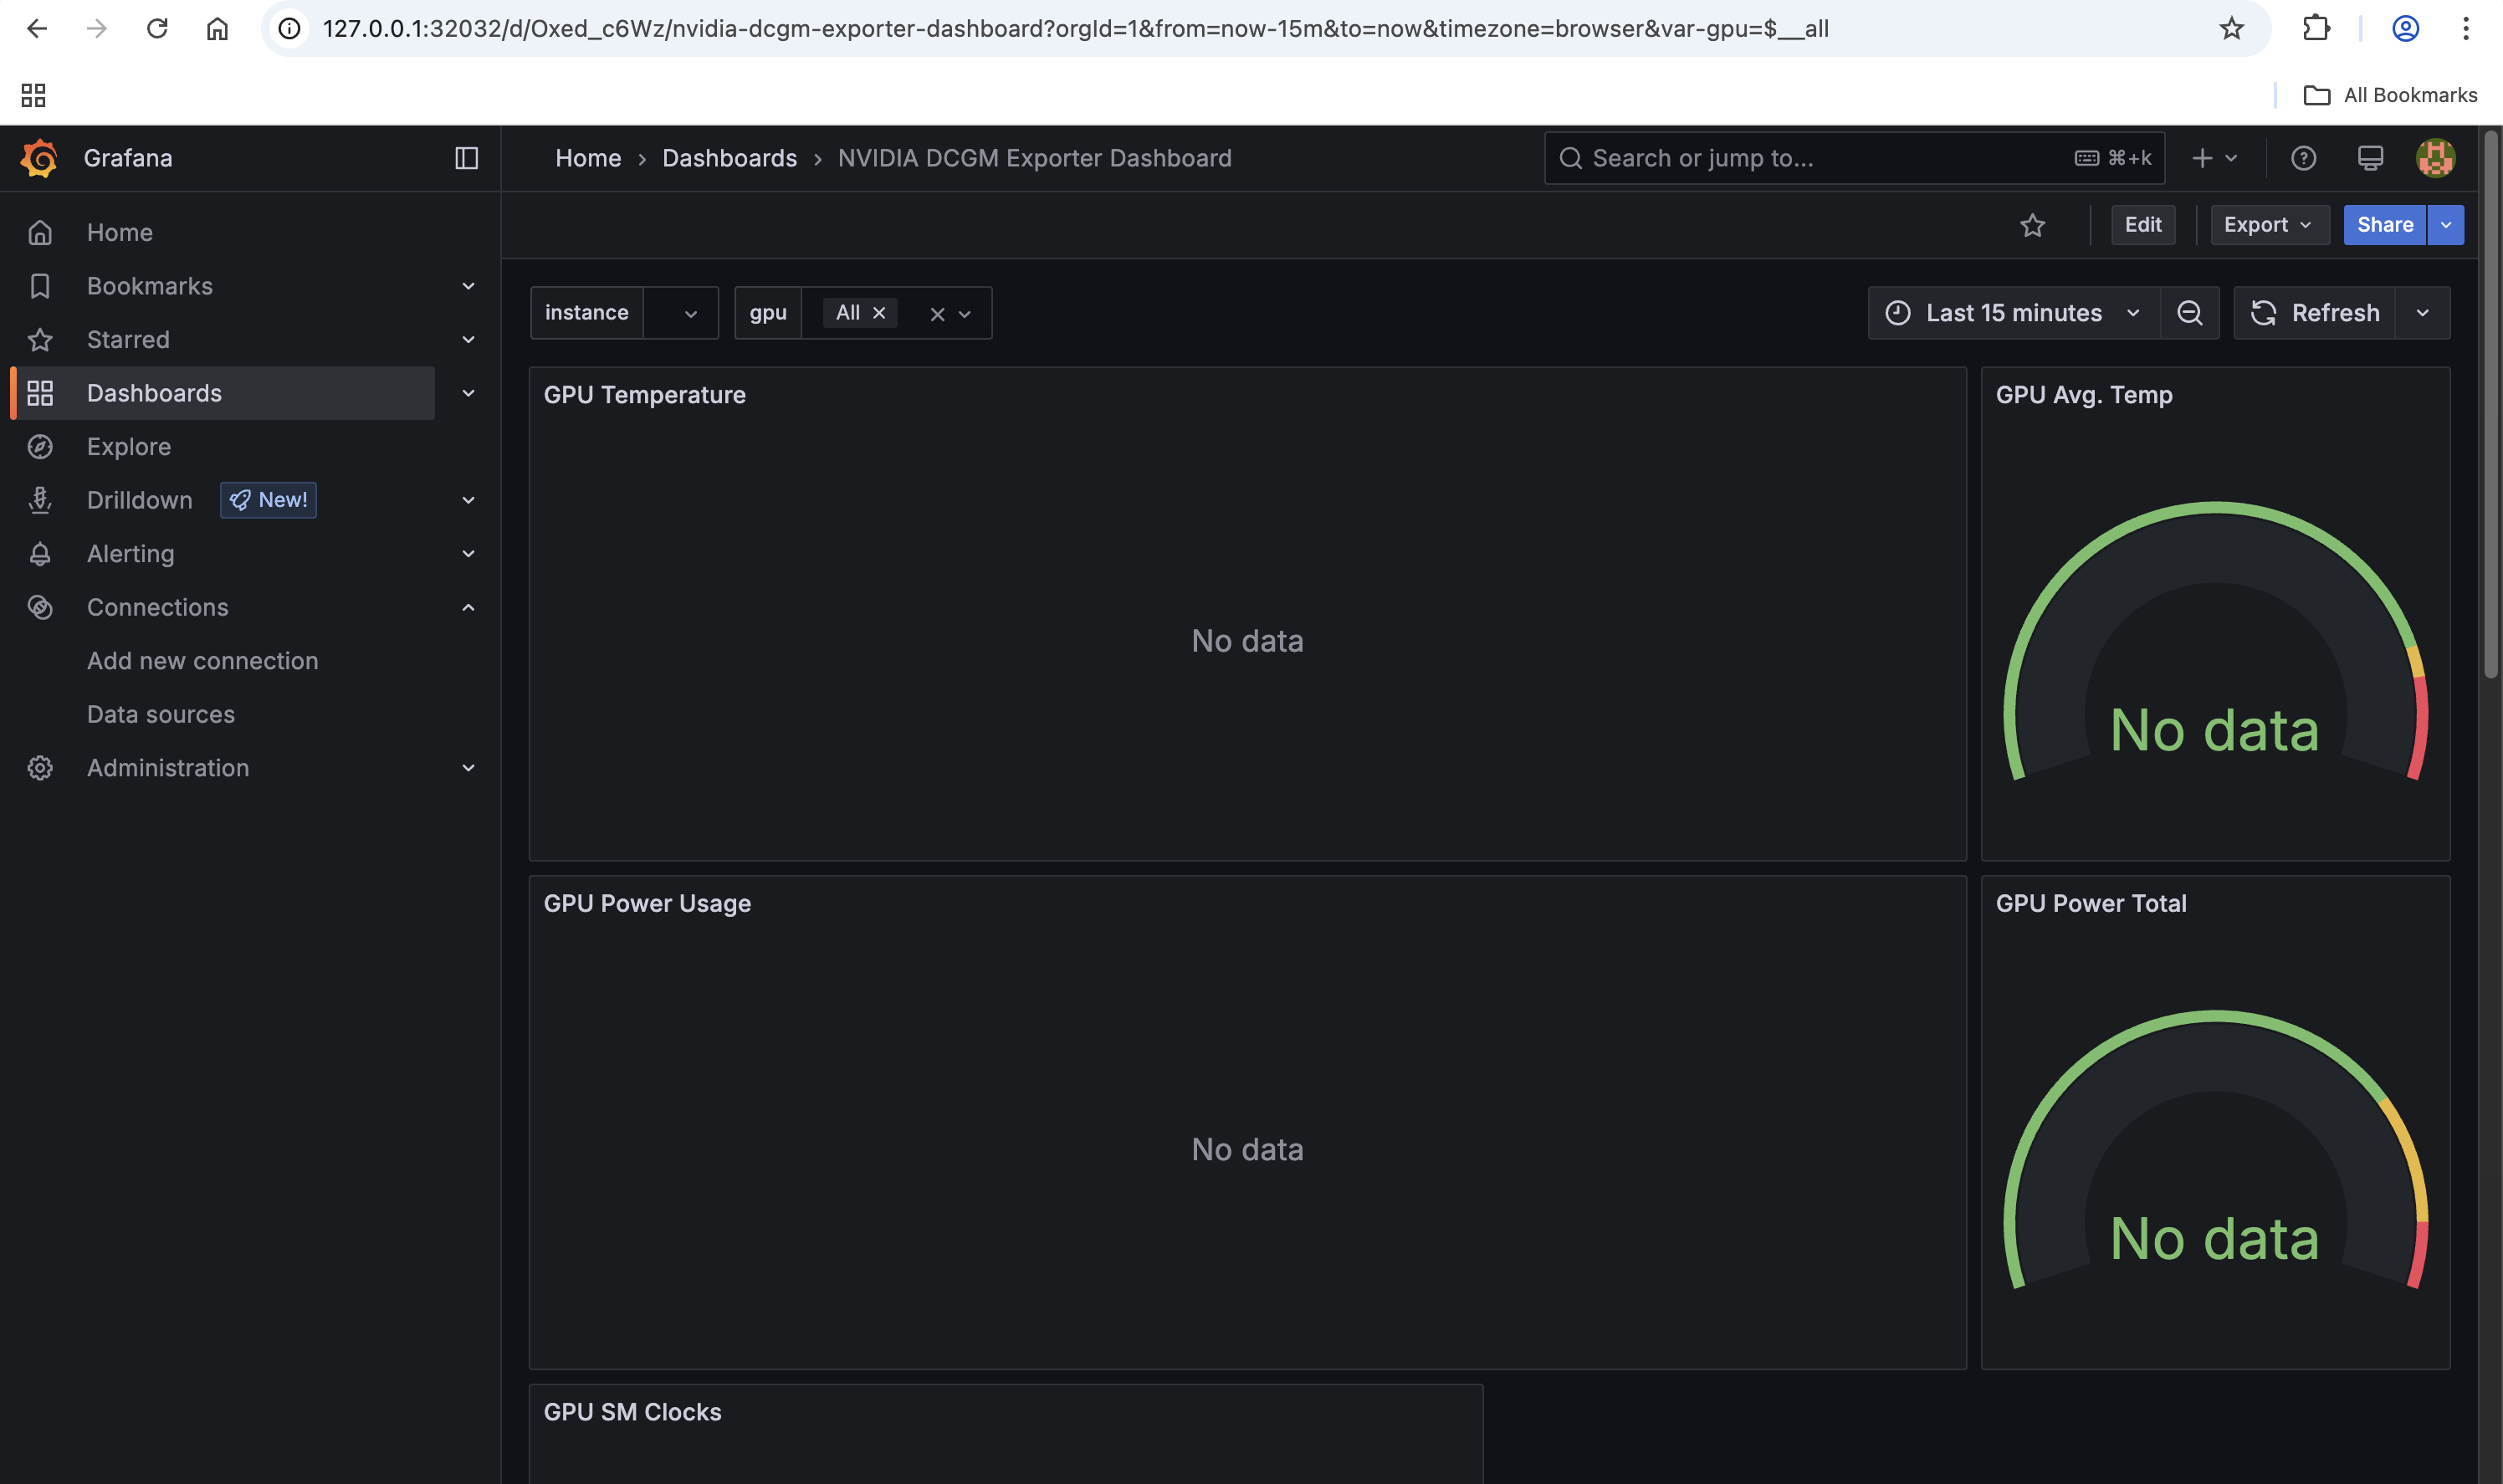 127.0.0.1:32032/d/Oxed_c6Wz/nvidia-dcgm-exporter-dashboard?orgId=1&from=now-15m&to=now&timezone=browser&var-gpu=$__all
All Bookmarks
Grafana
Home › Dashboards › NVIDIA DCGM Exporter Dashboard
Search or jump to...
⌘+k
Edit
Export
Share
Home
Bookmarks
Starred
Dashboards
Explore
Drilldown New!
Alerting
Connections
Add new connection
Data sources
Administration
instance
gpu
All
Last 15 minutes
Refresh
GPU Temperature
No data
GPU Avg. Temp
No data
GPU Power Usage
No data
GPU Power Total
No data
GPU SM Clocks